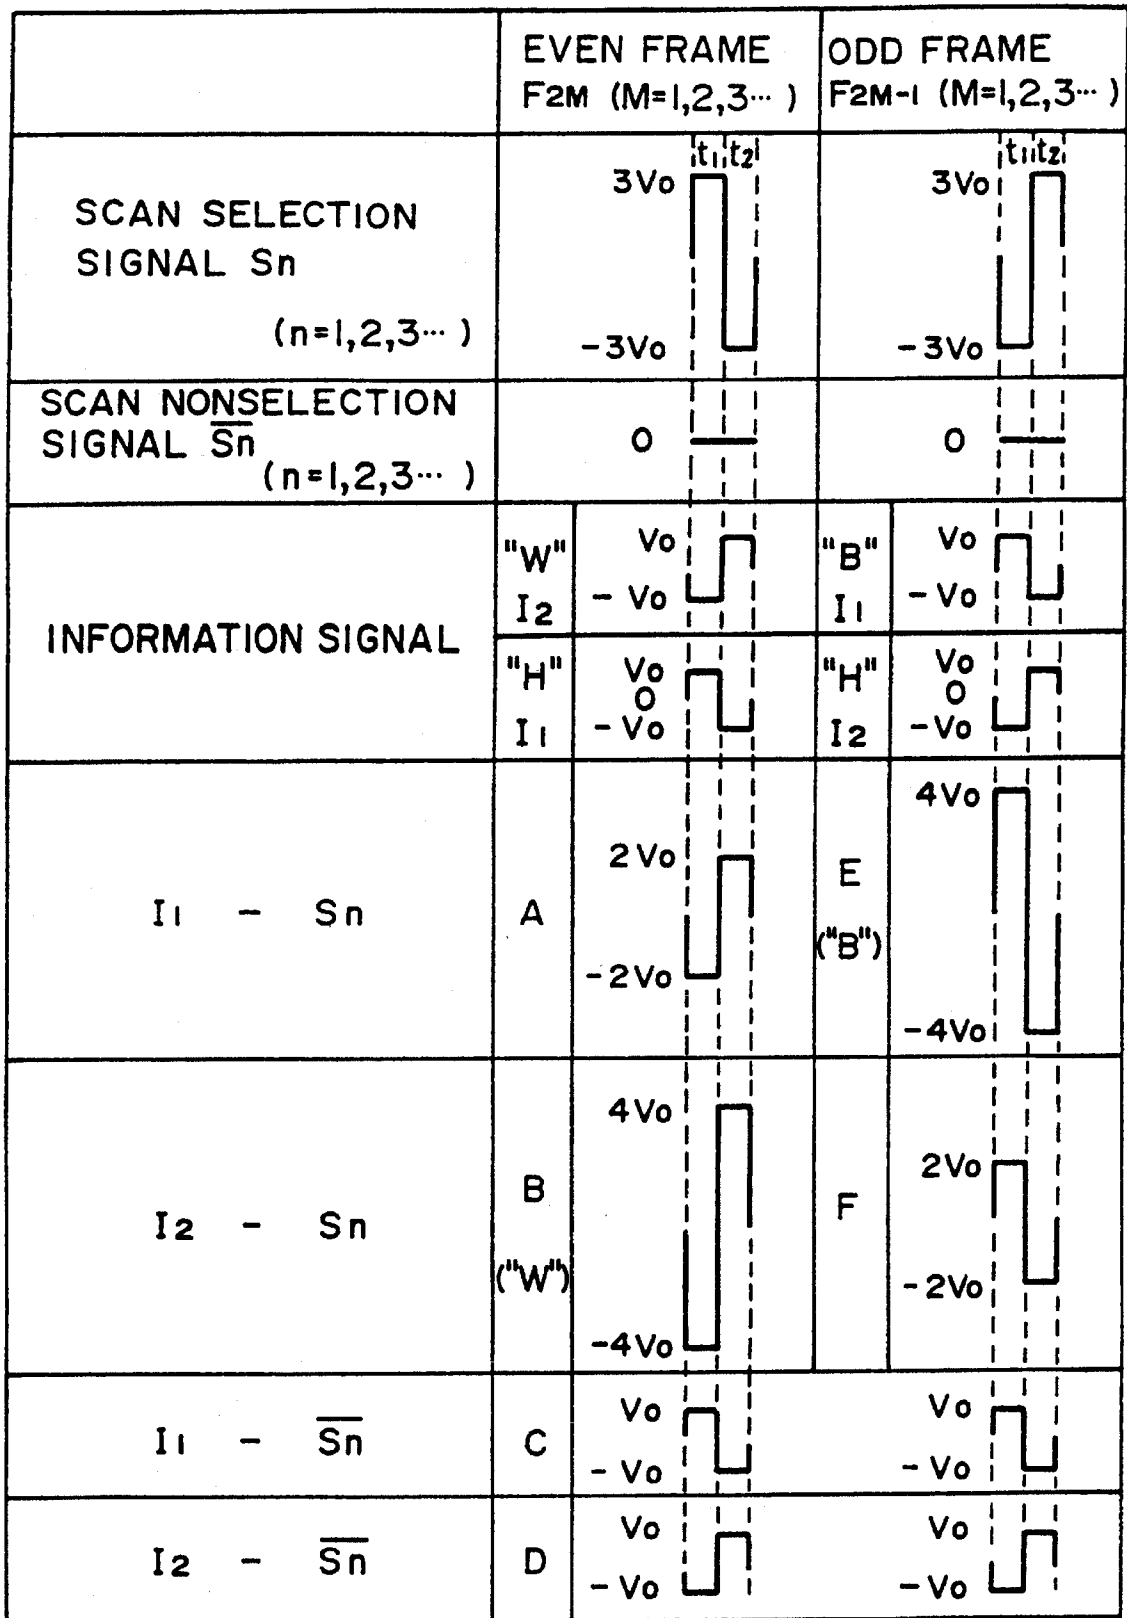 EVEN FRAME
F2M (M=1,2,3··· )
ODD FRAME
F2M-1 (M=1,2,3··· )
SCAN SELECTION
SIGNAL Sn
(n=1,2,3··· )
t1 t2
3Vo
-3Vo
t1 t2
3Vo
-3Vo
SCAN NONSELECTION
SIGNAL S̅n̅
(n=1,2,3··· )
0
0
INFORMATION SIGNAL
"W"
I2
Vo
-Vo
"B"
I1
Vo
-Vo
"H"
I1
Vo
0
-Vo
"H"
I2
Vo
0
-Vo
I1 - Sn
A
2Vo
-2Vo
E
("B")
4Vo
-4Vo
I2 - Sn
B
("W")
4Vo
-4Vo
F
2Vo
-2Vo
I1 - S̅n̅
C
Vo
-Vo
Vo
-Vo
I2 - S̅n̅
D
Vo
-Vo
Vo
-Vo